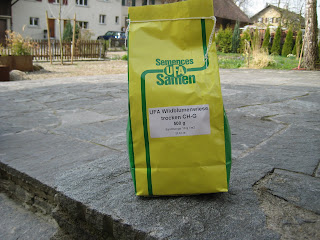 Semences
UFA
Samen
UFA Wildblumenwiese
trocken CH-G
500 g